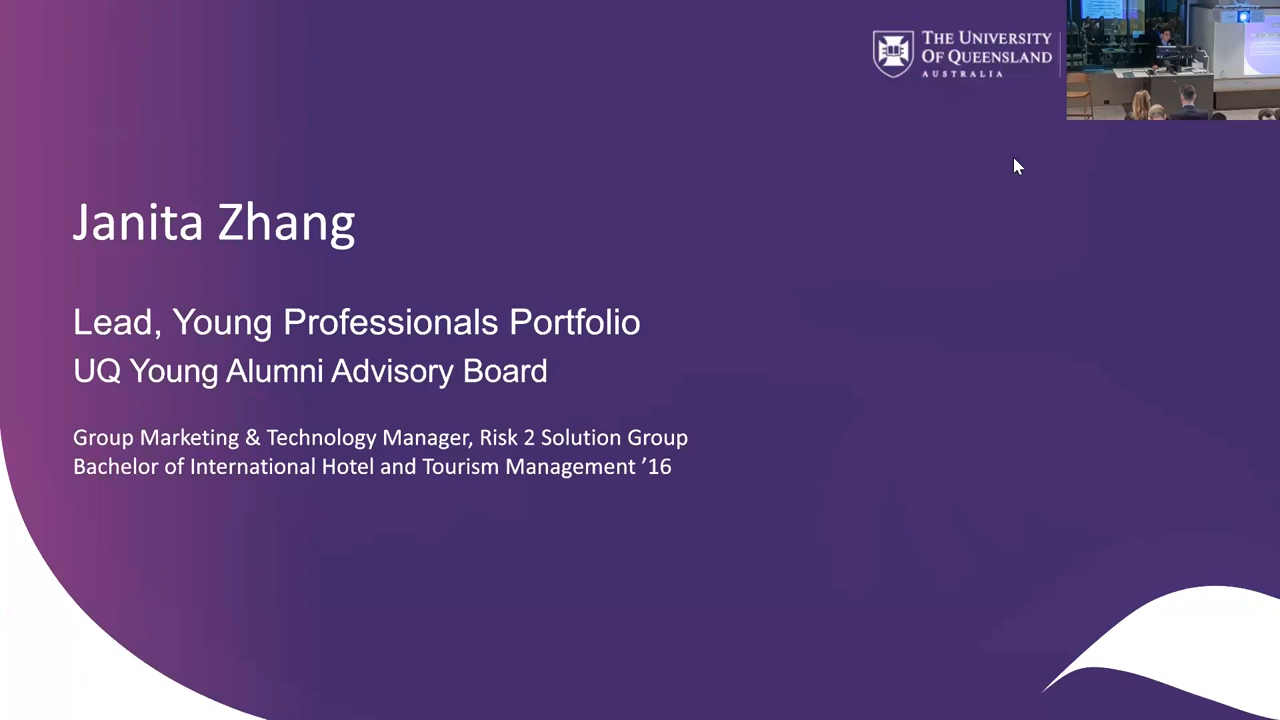 THE UNIVERSITY
OF QUEENSLAND
AUSTRALIA
Janita Zhang
Lead, Young Professionals Portfolio
UQ Young Alumni Advisory Board
Group Marketing & Technology Manager, Risk 2 Solution Group
Bachelor of International Hotel and Tourism Management ’16